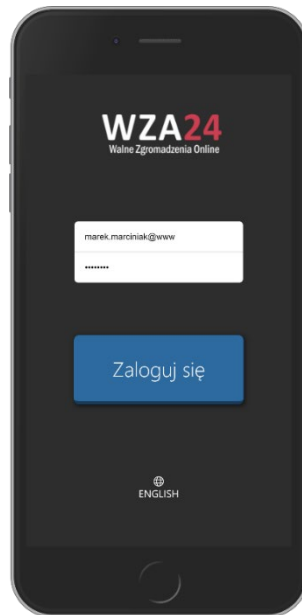 WZA24
Walne Zgromadzenia Online
marek.marciniak@www
••••••••
Zaloguj się
ENGLISH